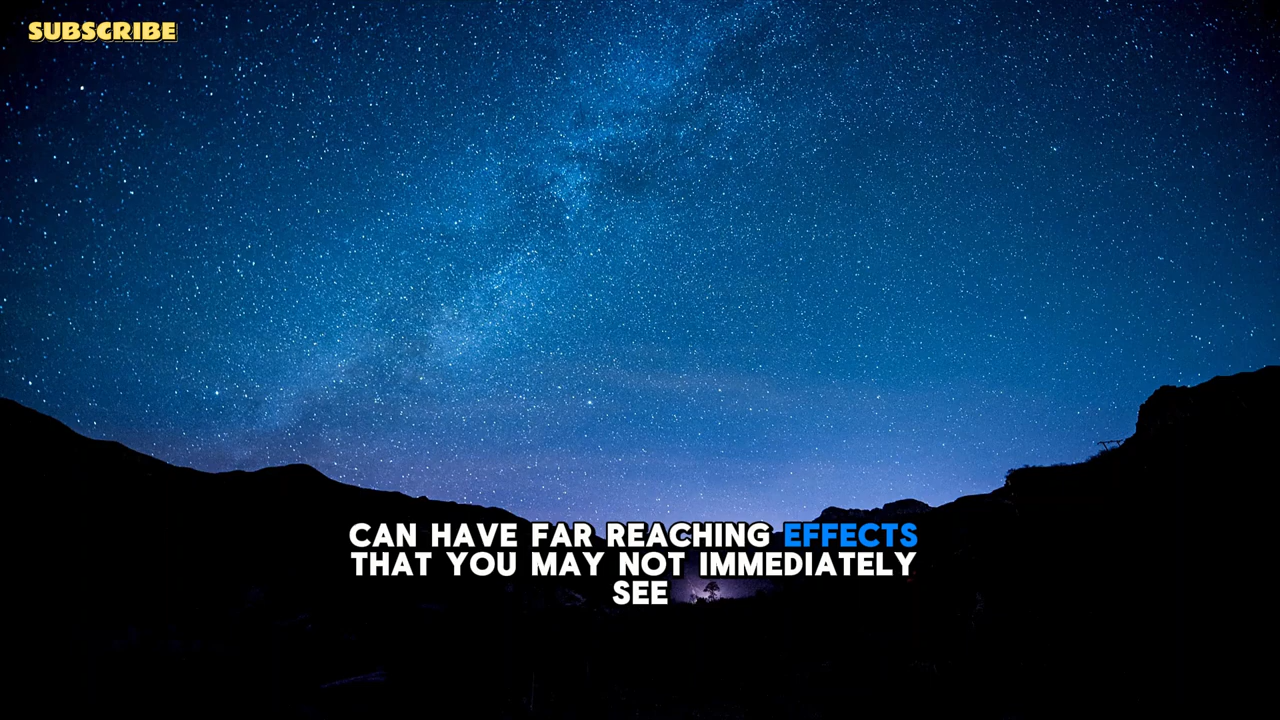 SUBSCRIBE
CAN HAVE FAR REACHING EFFECTS
THAT YOU MAY NOT IMMEDIATELY
SEE